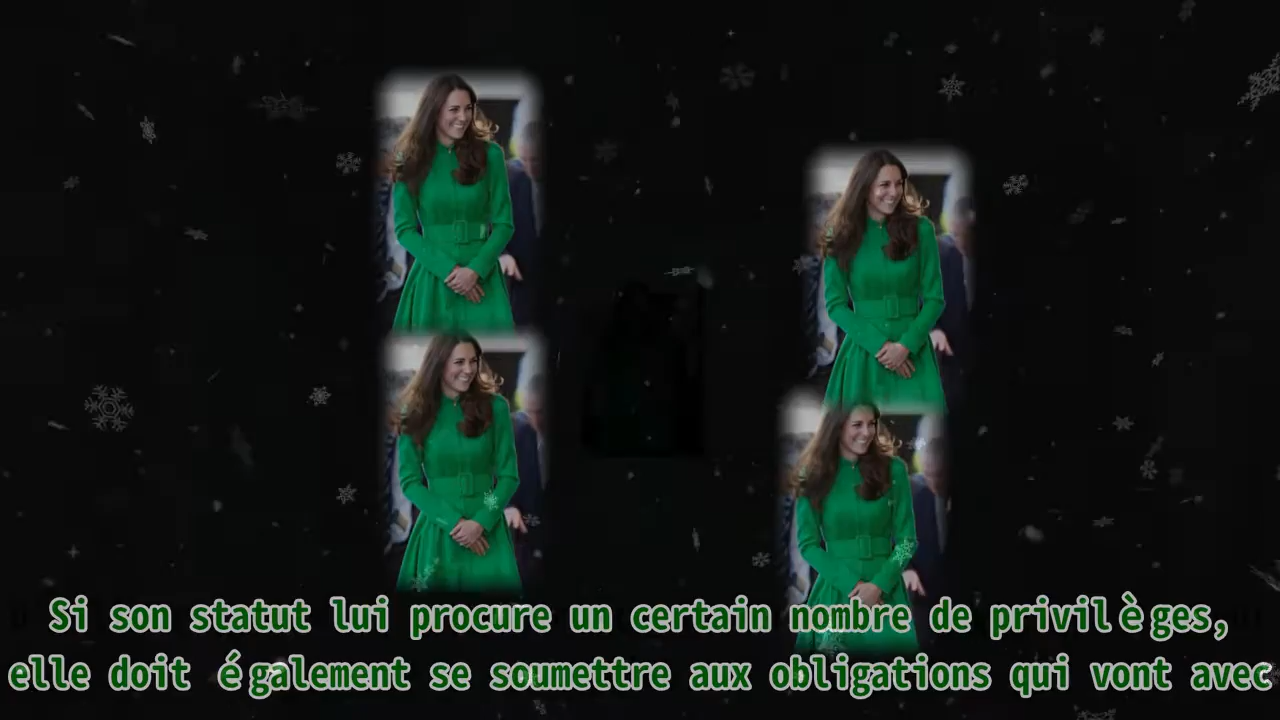 Si son statut lui procure un certain nombre de privilèges,
elle doit également se soumettre aux obligations qui vont avec